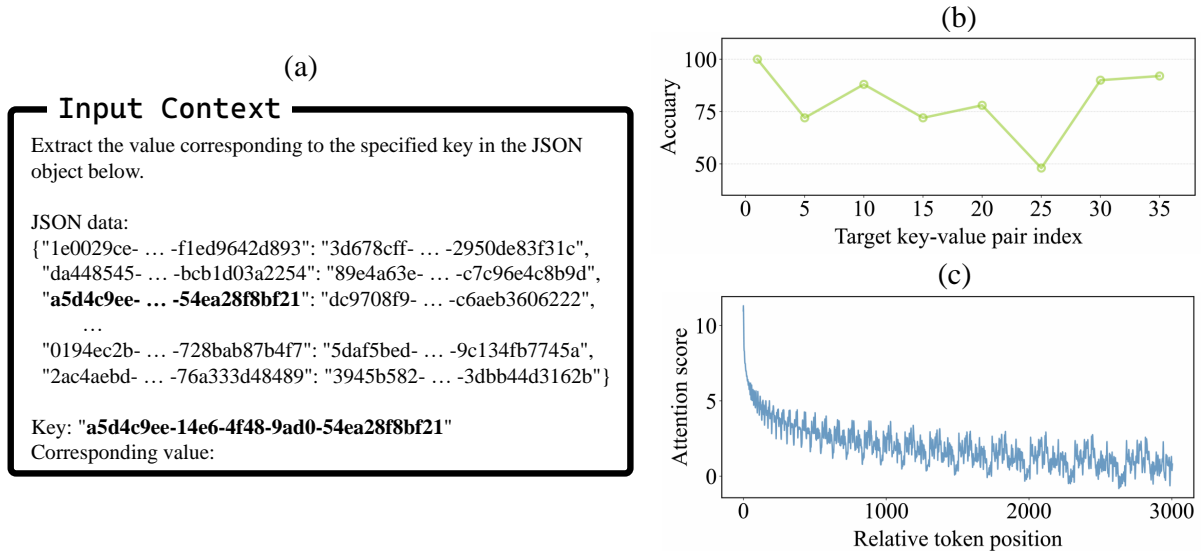 (a)
Input Context
Extract the value corresponding to the specified key in the JSON
object below.
JSON data:
{"1e0029ce- … -f1ed9642d893": "3d678cff- … -2950de83f31c",
"da448545- … -bcb1d03a2254": "89e4a63e- … -c7c96e4c8b9d",
"a5d4c9ee- … -54ea28f8bf21": "dc9708f9- … -c6aeb3606222",
…
"0194ec2b- … -728bab87b4f7": "5daf5bed- … -9c134fb7745a",
"2ac4aebd- … -76a333d48489": "3945b582- … -3dbb44d3162b"}
Key: "a5d4c9ee-14e6-4f48-9ad0-54ea28f8bf21"
Corresponding value:
(b)
Accuary
100
75
50
0 5 10 15 20 25 30 35
Target key-value pair index
(c)
Attention score
10
5
0
0 1000 2000 3000
Relative token position